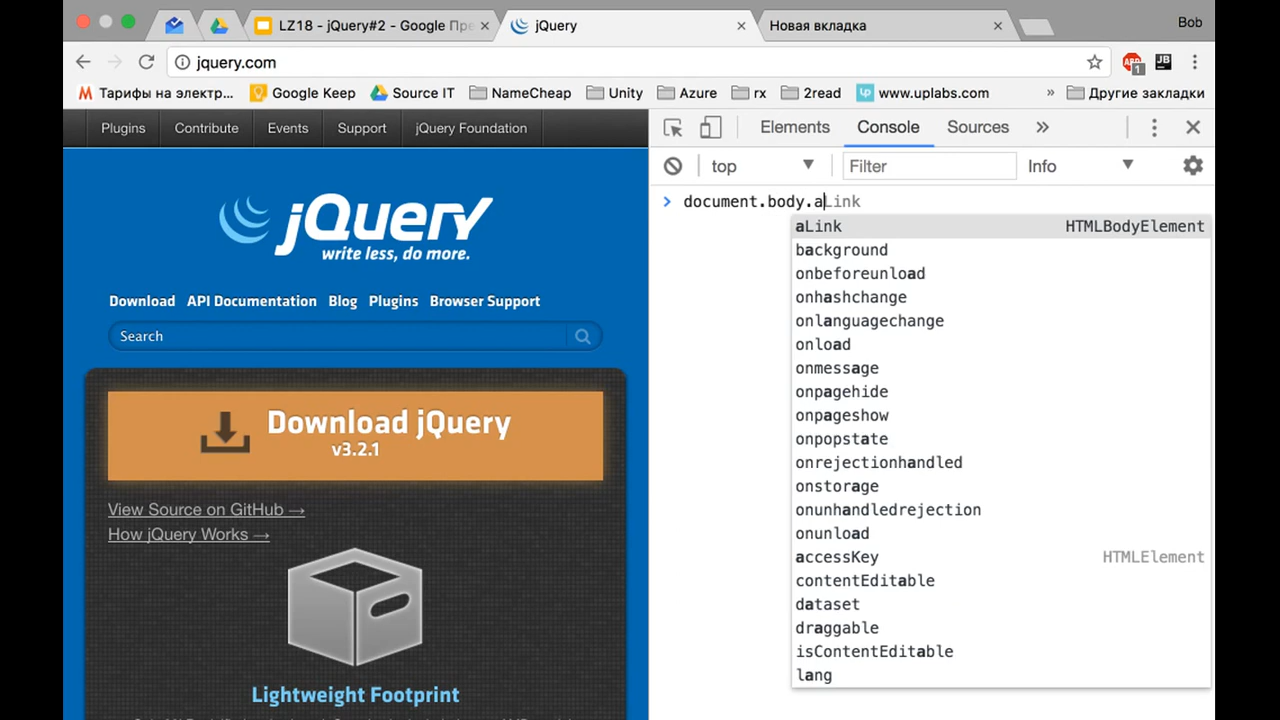 LZ18 - jQuery#2 - Google Пре
jQuery
Новая вкладка
Bob
jquery.com
1
JB
Тарифы на электр...
Google Keep
Source IT
NameCheap
Unity
Azure
rx
2read
www.uplabs.com
»
Другие закладки
Plugins
Contribute
Events
Support
jQuery Foundation
jQuery
write less, do more.
Download
API Documentation
Blog
Plugins
Browser Support
Search
Download jQuery
v3.2.1
View Source on GitHub →
How jQuery Works →
Lightweight Footprint
Elements
Console
Sources
»
top
Filter
Info
> document.body.aLink
aLink HTMLBodyElement
background
onbeforeunload
onhashchange
onlanguagechange
onload
onmessage
onpagehide
onpageshow
onpopstate
onrejectionhandled
onstorage
onunhandledrejection
onunload
accessKey HTMLElement
contentEditable
dataset
draggable
isContentEditable
lang